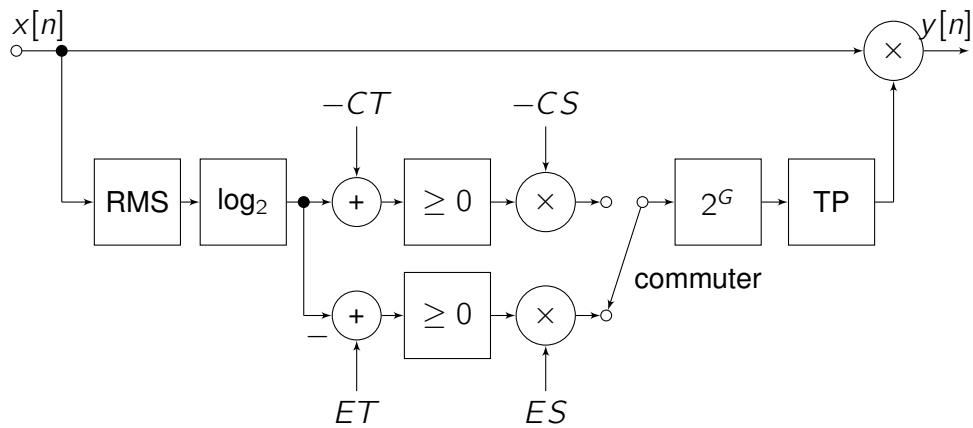 x[n]
y[n]
×
−CT
−CS
RMS
log₂
+
≥ 0
×
2^G
TP
commuter
−
+
≥ 0
×
ET
ES